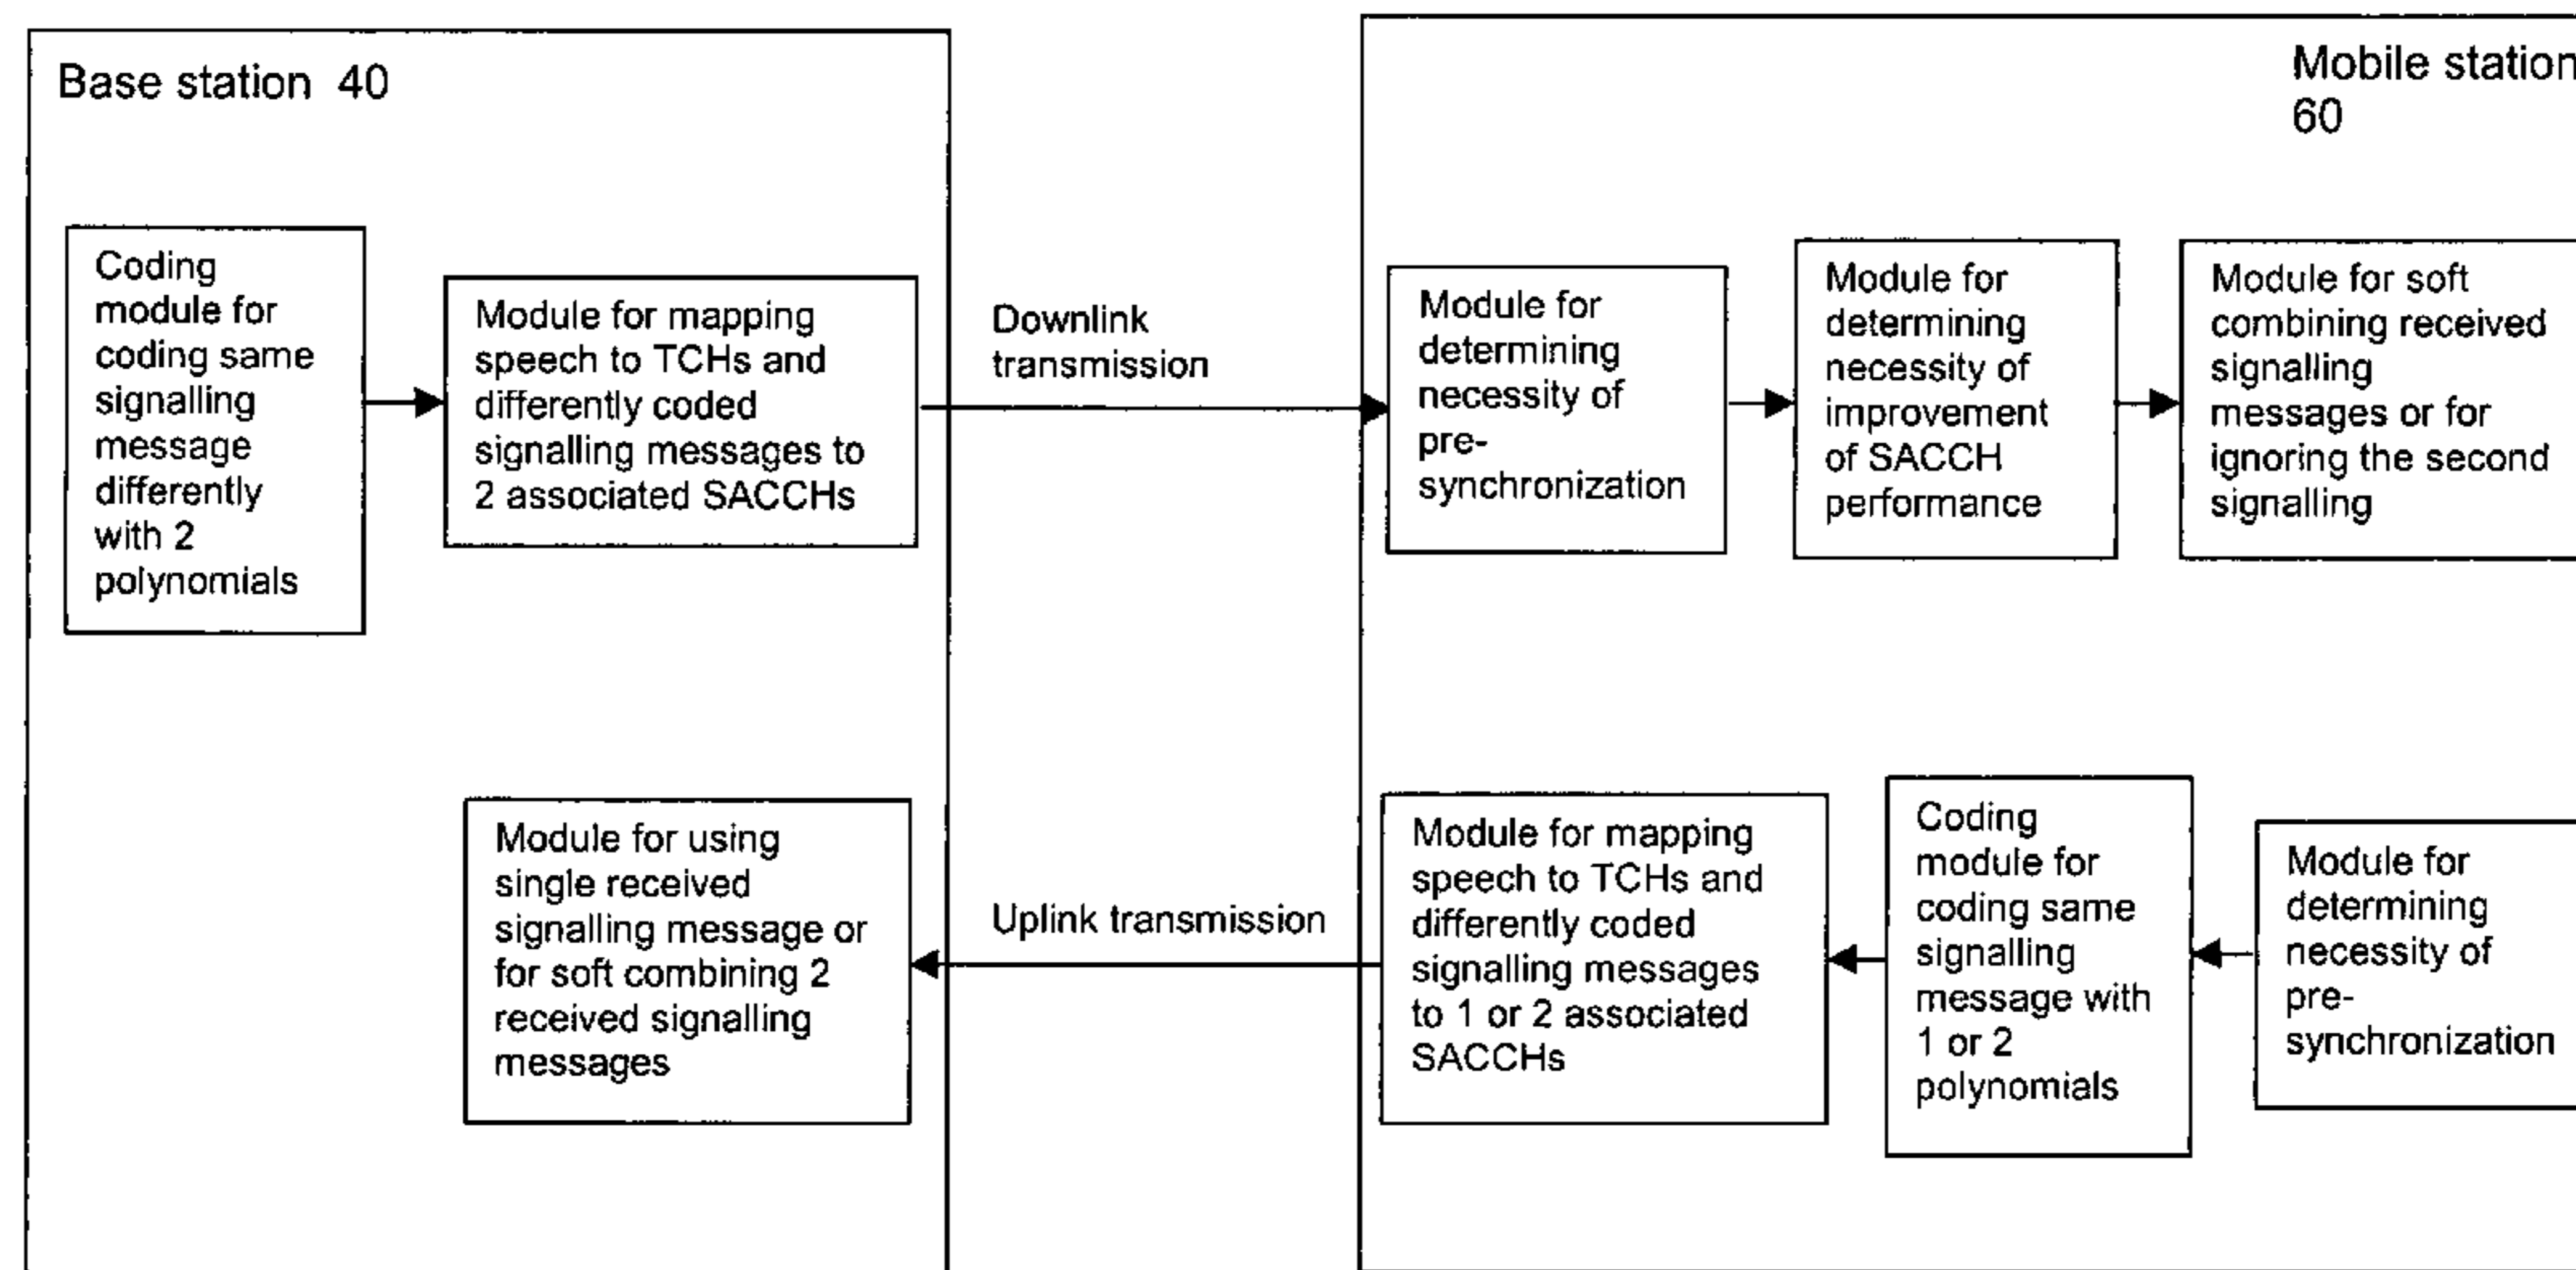 Base station 40
Mobile station
60
Coding
module for
coding same
signalling
message
differently
with 2
polynomials
Module for mapping
speech to TCHs and
differently coded
signalling messages to
2 associated SACCHs
Downlink
transmission
Module for
determining
necessity of
pre-
synchronization
Module for
determining
necessity of
improvement
of SACCH
performance
Module for soft
combining received
signalling
messages or for
ignoring the second
signalling
Module for using
single received
signalling message or
for soft combining 2
received signalling
messages
Uplink transmission
Module for mapping
speech to TCHs and
differently coded
signalling messages
to 1 or 2 associated
SACCHs
Coding
module for
coding same
signalling
message with
1 or 2
polynomials
Module for
determining
necessity of
pre-
synchronization